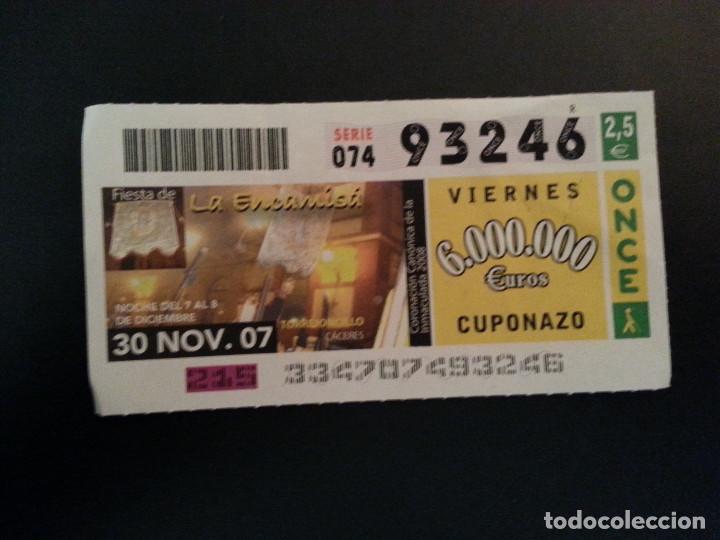 SERIE
074
93246
R
2,5
€
Fiesta de
La Encamisá
NOCHE DEL 7 AL 8
DE DICIEMBRE
TORREJONCILLO
CÁCERES
30 NOV. 07
Coronación Canónica de la
Inmaculada 2008
VIERNES
6.000.000
Euros
CUPONAZO
ONCE
215
334707493246
todocoleccion